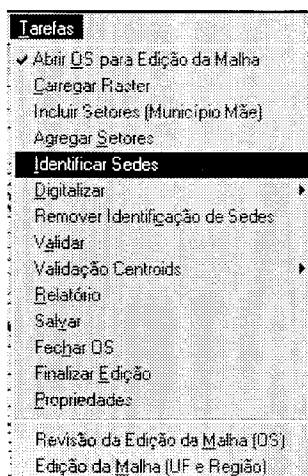 Tarefas
Abrir OS para Edição da Malha
Carregar Raster
Incluir Setores (Município Mãe)
Agregar Setores
Identificar Sedes
Digitalizar
Remover Identificação de Sedes
Validar
Validação Centroids
Relatório
Salvar
Fechar OS
Finalizar Edição
Propriedades
Revisão da Edição da Malha (OS)
Edição da Malha (UF e Região)